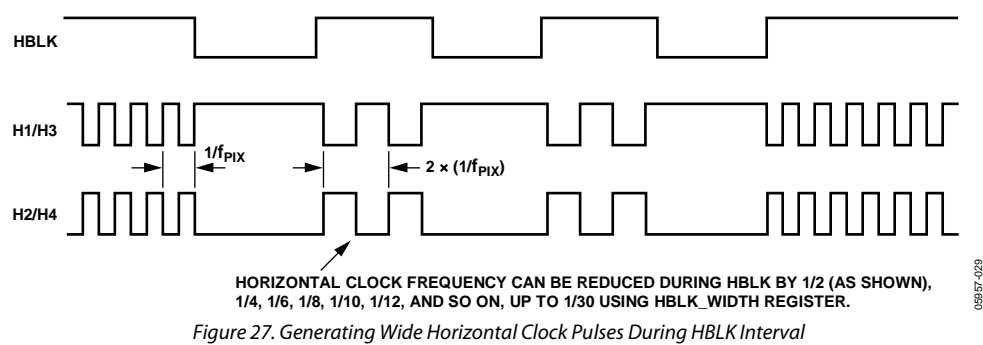 HBLK
H1/H3
1/fPIX
2 × (1/fPIX)
H2/H4
HORIZONTAL CLOCK FREQUENCY CAN BE REDUCED DURING HBLK BY 1/2 (AS SHOWN),
1/4, 1/6, 1/8, 1/10, 1/12, AND SO ON, UP TO 1/30 USING HBLK_WIDTH REGISTER.
05957-029
Figure 27. Generating Wide Horizontal Clock Pulses During HBLK Interval